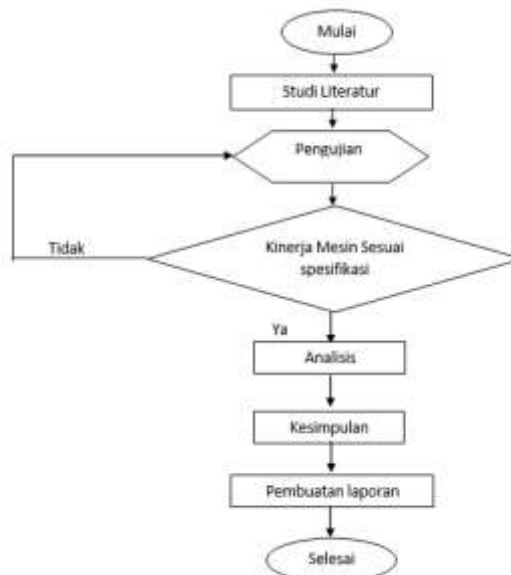 Mulai
Studi Literatur
Pengujian
Kinerja Mesin Sesuai
spesifikasi
Tidak
Ya
Analisis
Kesimpulan
Pembuatan laporan
Selesai